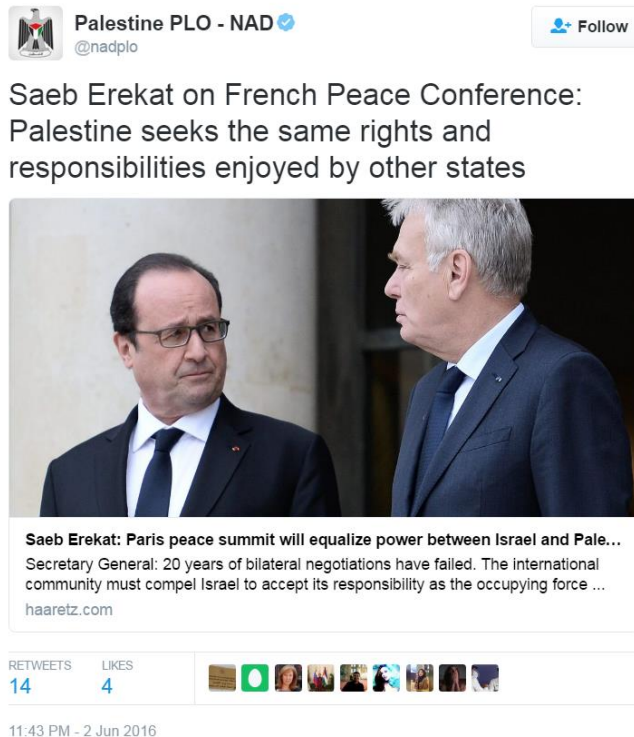 Palestine PLO - NAD
@nadplo
Follow
Saeb Erekat on French Peace Conference:
Palestine seeks the same rights and
responsibilities enjoyed by other states
Saeb Erekat: Paris peace summit will equalize power between Israel and Pale...
Secretary General: 20 years of bilateral negotiations have failed. The international
community must compel Israel to accept its responsibility as the occupying force ...
haaretz.com
RETWEETS
LIKES
14
4
11:43 PM - 2 Jun 2016